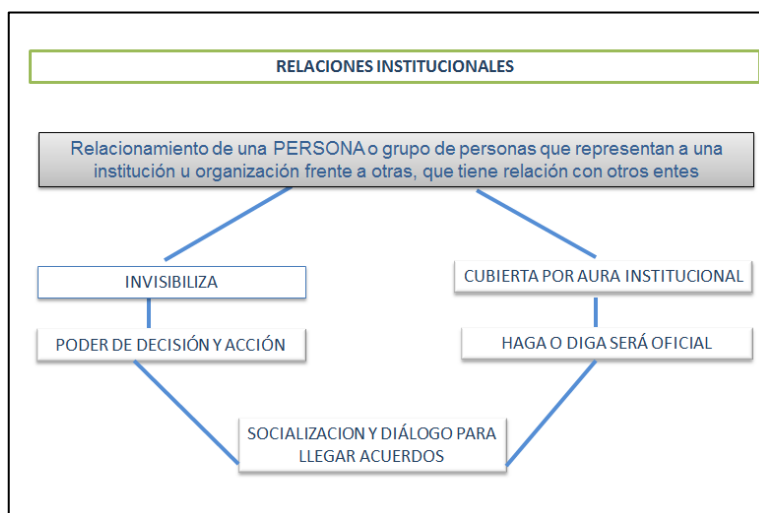 RELACIONES INSTITUCIONALES
Relacionamiento de una PERSONA o grupo de personas que representan a una
institución u organización frente a otras, que tiene relación con otros entes
INVISIBILIZA
CUBIERTA POR AURA INSTITUCIONAL
PODER DE DECISIÓN Y ACCIÓN
HAGA O DIGA SERÁ OFICIAL
SOCIALIZACION Y DIÁLOGO PARA
LLEGAR ACUERDOS